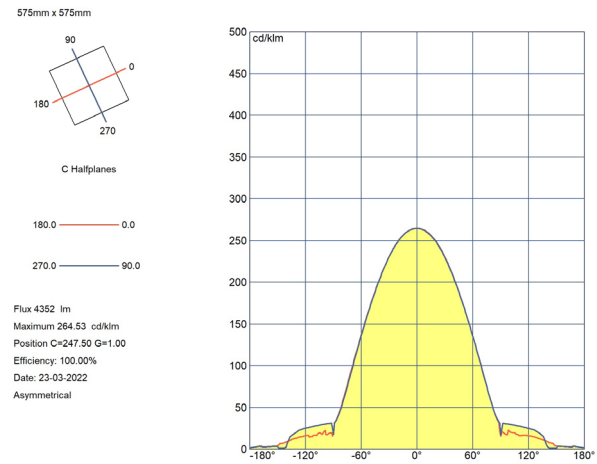 575mm x 575mm
90
0
180
270
C Halfplanes
180.0 0.0
270.0 90.0
Flux 4352 lm
Maximum 264.53 cd/klm
Position C=247.50 G=1.00
Efficiency: 100.00%
Date: 23-03-2022
Asymmetrical
500
cd/klm
450
400
350
300
250
200
150
100
50
0
-180° -120° -60° 0° 60° 120° 180°